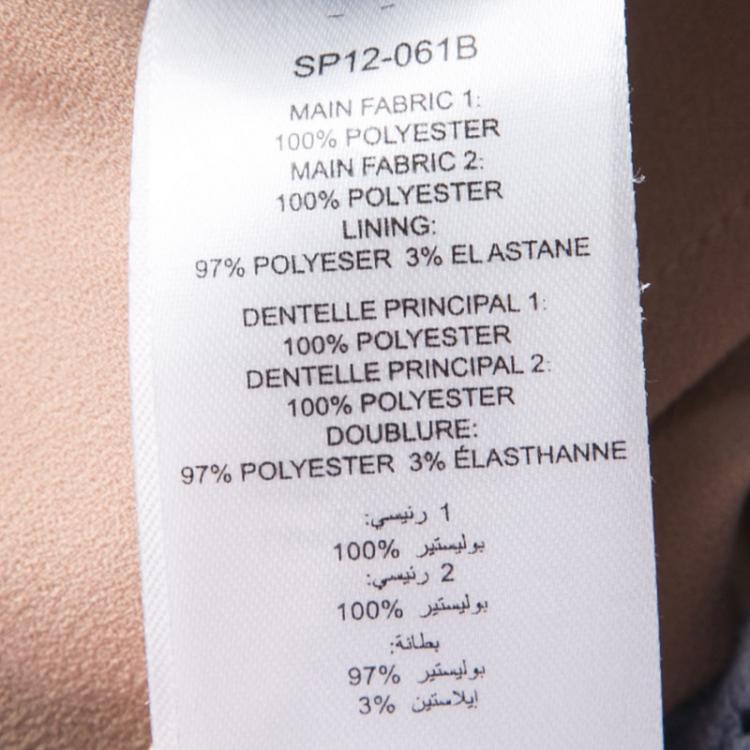 SP12-061B
MAIN FABRIC 1:
100% POLYESTER
MAIN FABRIC 2:
100% POLYESTER
LINING:
97% POLYESER 3% ELASTANE
DENTELLE PRINCIPAL 1:
100% POLYESTER
DENTELLE PRINCIPAL 2:
100% POLYESTER
DOUBLURE:
97% POLYESTER 3% ÉLASTHANNE
1 رئيسي:
بوليستير 100%
2 رئيسي:
بوليستير 100%
بطانة:
بوليستير 97%
إيلاستين 3%